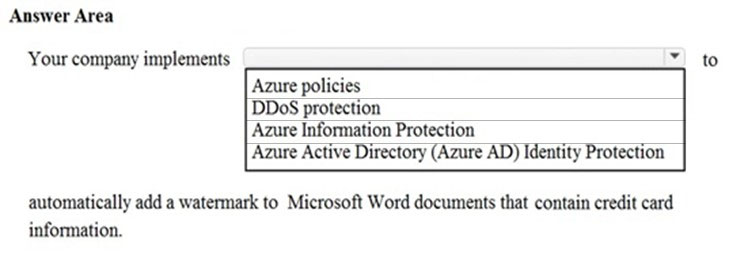 Answer Area
Your company implements to
Azure policies
DDoS protection
Azure Information Protection
Azure Active Directory (Azure AD) Identity Protection
automatically add a watermark to Microsoft Word documents that contain credit card
information.